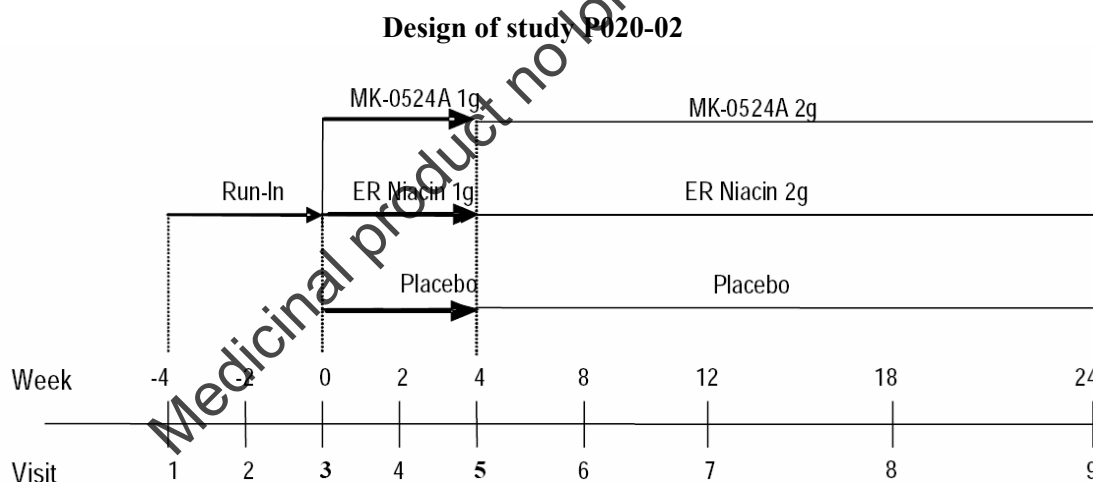 Design of study P020-02
MK-0524A 1g
MK-0524A 2g
Run-In
ER Niacin 1g
ER Niacin 2g
Placebo
Placebo
Week -4 -2 0 2 4 8 12 18 24
Visit 1 2 3 4 5 6 7 8 9
Medicinal product no